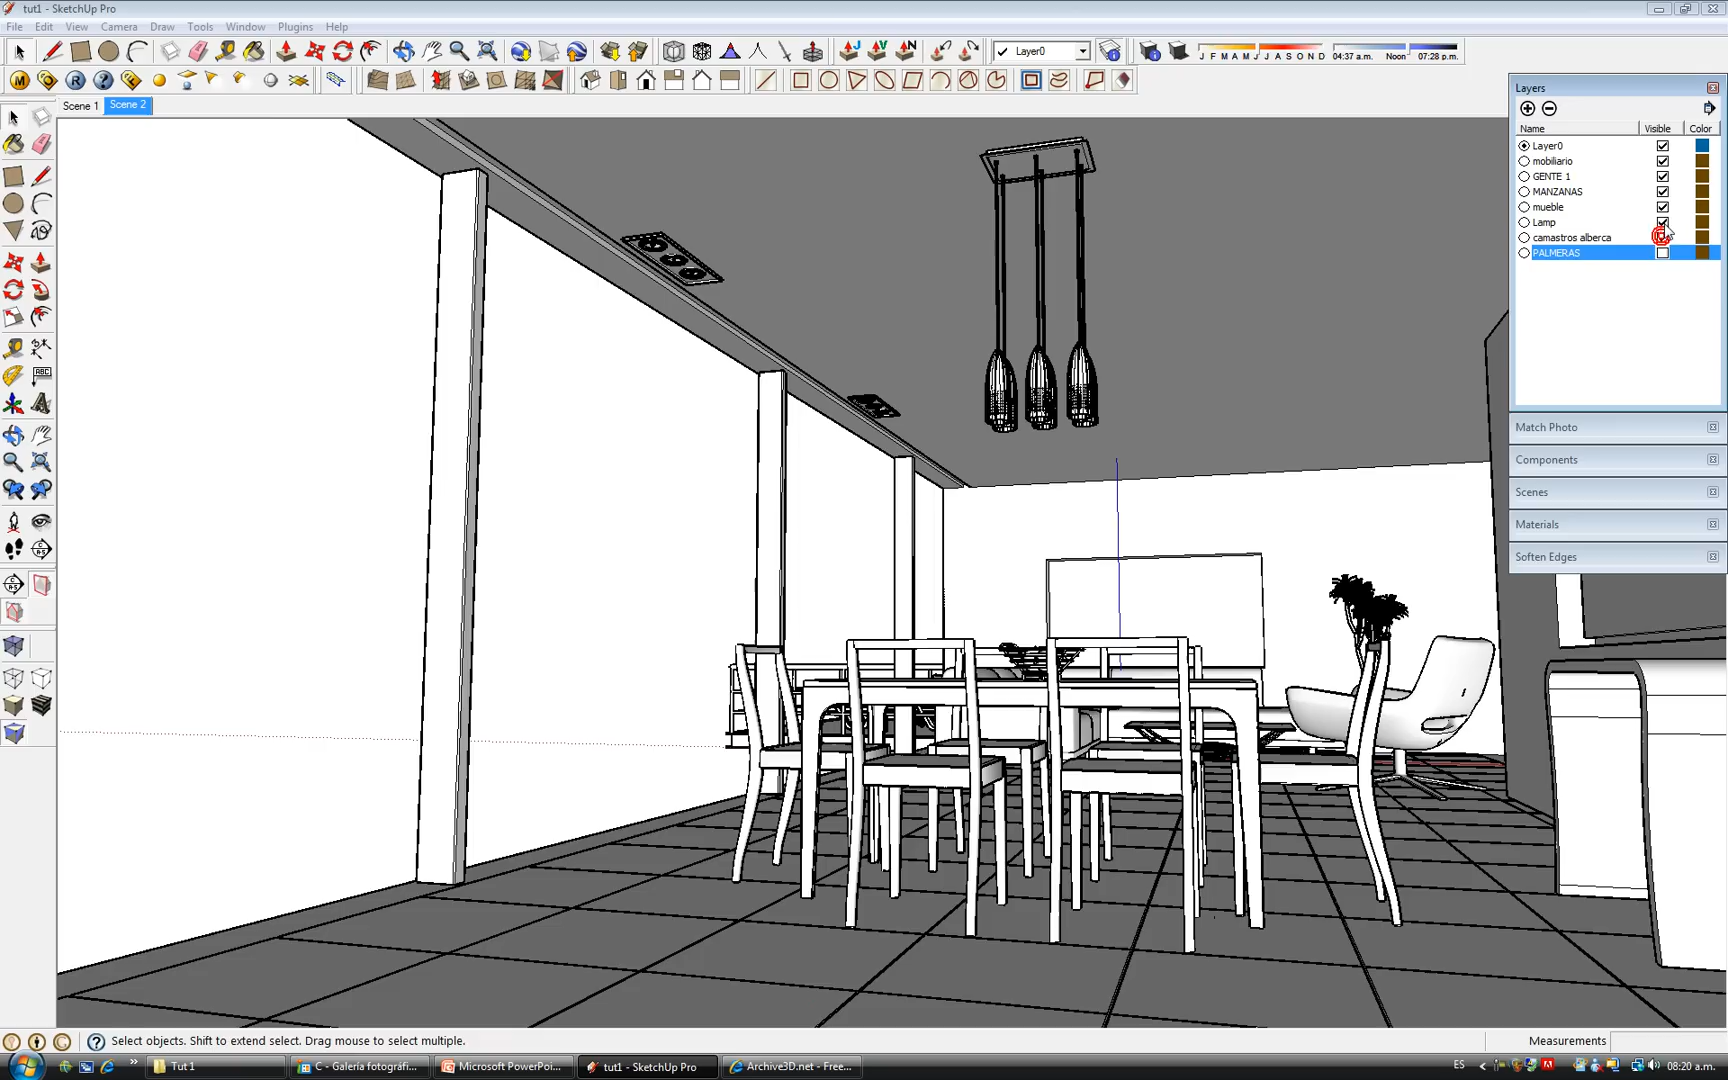 tut1 - SketchUp Pro
File Edit View Camera Draw Tools Window Plugins Help
Layer0
J F M A M J J A S O N D
04:37 a.m. Noon 07:28 p.m.
Scene 1 Scene 2
Layers
Name Visible Color
Layer0
mobiliario
GENTE 1
MANZANAS
mueble
Lamp
camastros alberca
PALMERAS
Match Photo
Components
Scenes
Materials
Soften Edges
Select objects. Shift to extend select. Drag mouse to select multiple.
Measurements
Tut 1
C - Galería fotográfi...
Microsoft PowerPoi...
tut1 - SketchUp Pro
Archive3D.net - Free...
ES
08:20 a.m.